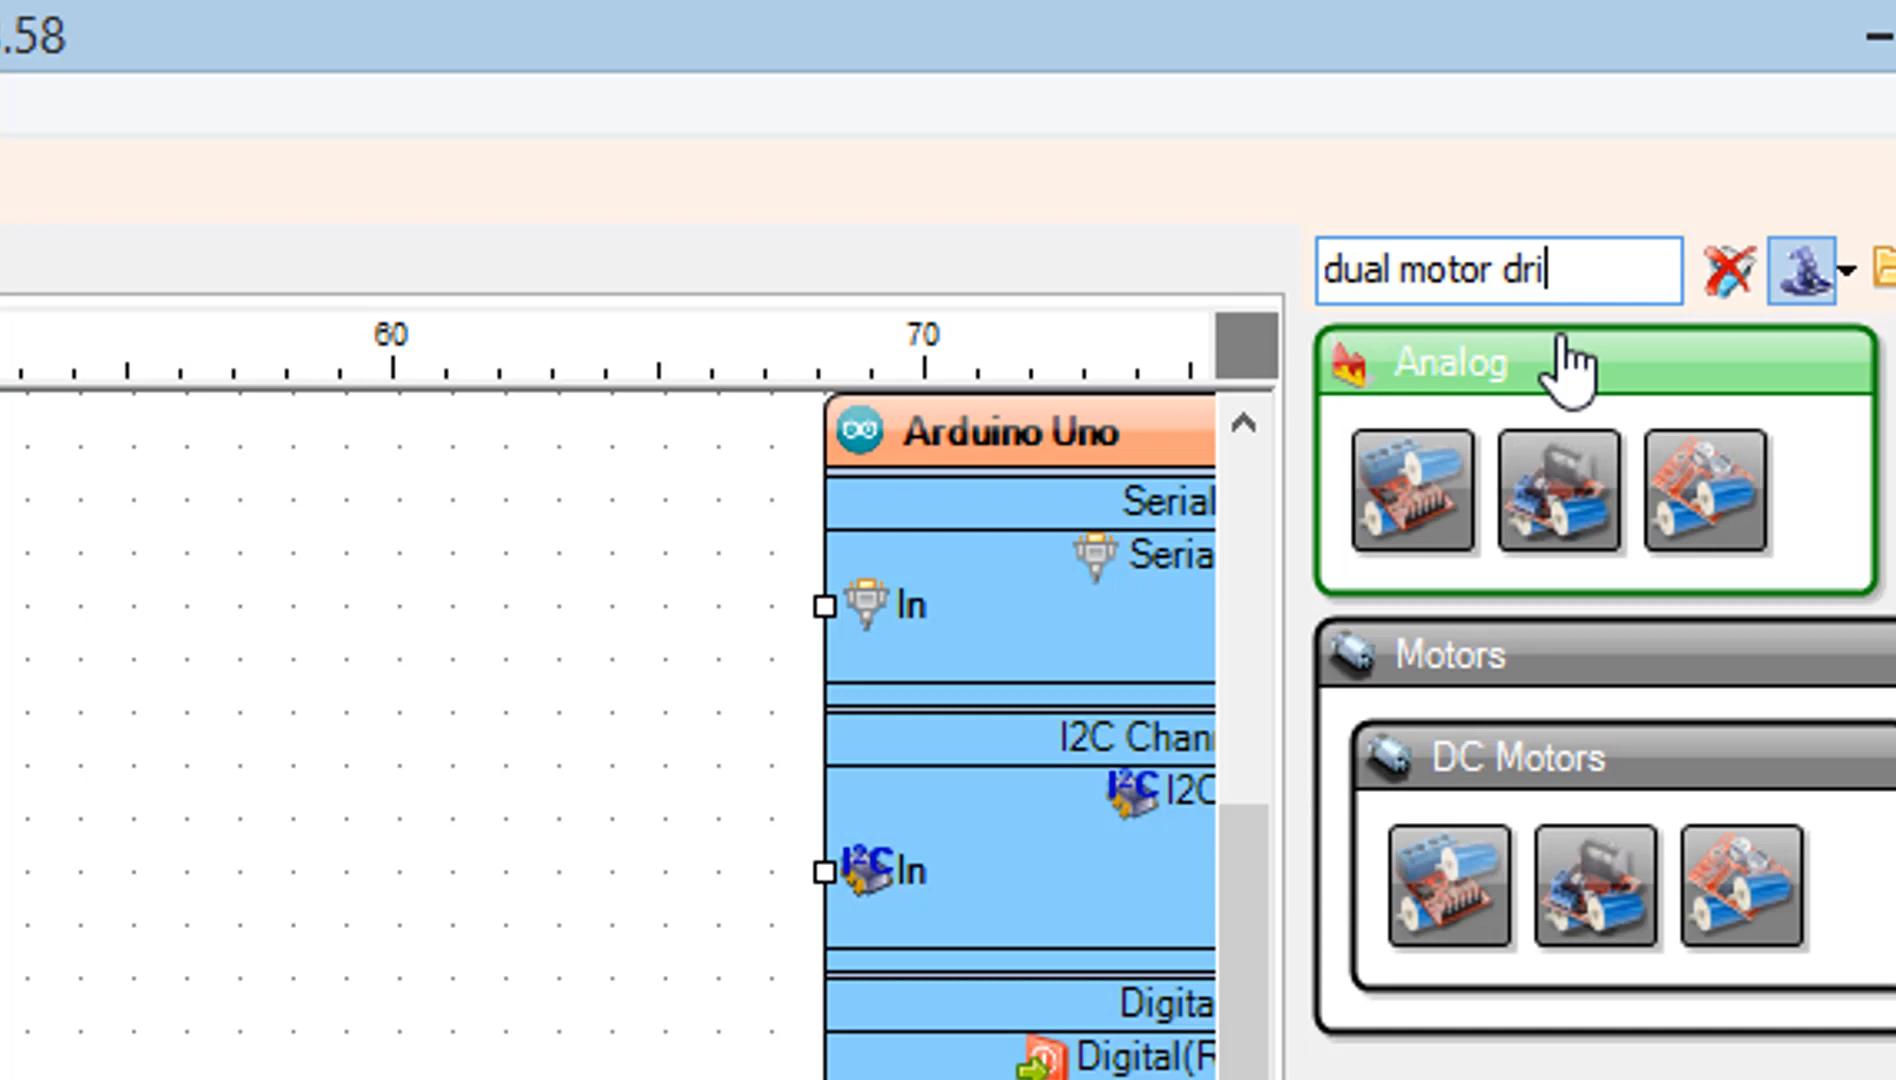 .58
dual motor dri
60
70
Analog
Arduino Uno
Serial
Seria
In
Motors
I2C Chan
DC Motors
I2C I2C
I2C In
Digita
Digital(R